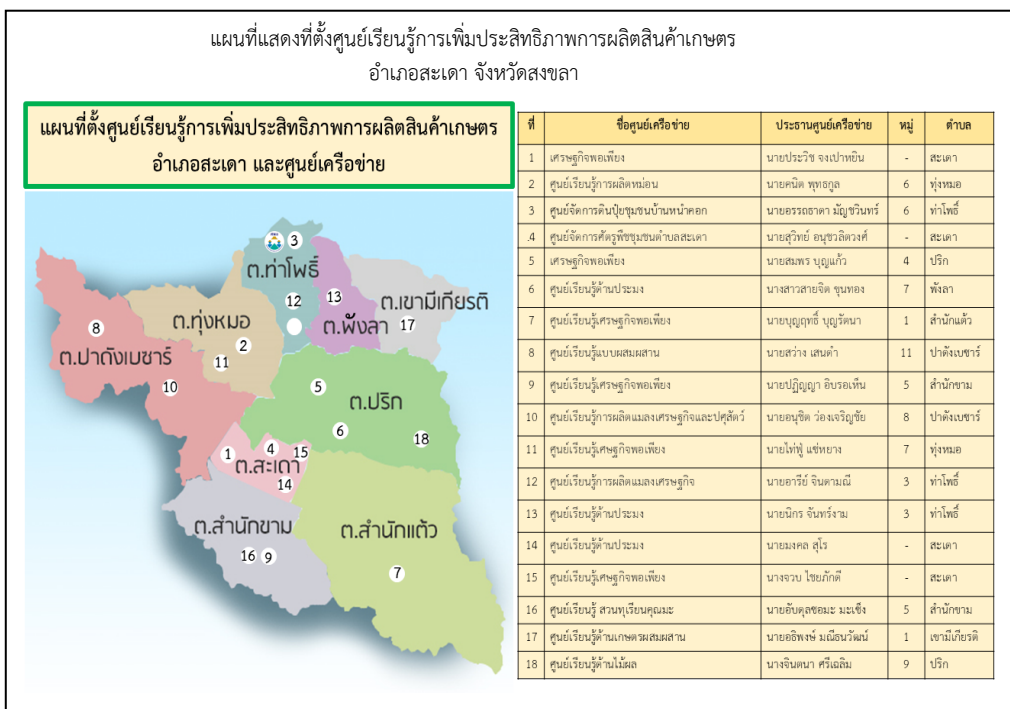 แผนที่แสดงที่ตั้งศูนย์เรียนรู้การเพิ่มประสิทธิภาพการผลิตสินค้าเกษตร
อำเภอสะเดา จังหวัดสงขลา
แผนที่ตั้งศูนย์เรียนรู้การเพิ่มประสิทธิภาพการผลิตสินค้าเกษตร
อำเภอสะเดา และศูนย์เครือข่าย
3
ต.ท่าโพธิ์
12
13
ต.พังลา
ต.เขามีเกียรติ
17
ต.ทุ่งหมอ
2
11
8
ต.ปาดังเบซาร์
10
5
ต.ปริก
6
18
1
4
15
ต.สะเดา
14
ต.สำนักขาม
16 9
ต.สำนักแต้ว
7
ที่ ชื่อศูนย์เครือข่าย ประธานศูนย์เครือข่าย หมู่ ตำบล
1 เศรษฐกิจพอเพียง นายประวิช จงเปาหยิน - สะเดา
2 ศูนย์เรียนรู้การผลิตหม่อน นายคนิต พุทธกูล 6 ทุ่งหมอ
3 ศูนย์จัดการดินปุ๋ยชุมชนบ้านหนำคอก นายอรรถธาดา มัญชวินทร์ 6 ท่าโพธิ์
.4 ศูนย์จัดการศัตรูพืชชุมชนตำบลสะเดา นายสุวิทย์ อนุชวลิตวงศ์ - สะเดา
5 เศรษฐกิจพอเพียง นายสมพร บุญแก้ว 4 ปริก
6 ศูนย์เรียนรู้ด้านประมง นางสาวสายจิต ขุนทอง 7 พังลา
7 ศูนย์เรียนรู้เศรษฐกิจพอเพียง นายบุญฤทธิ์ บุญรัตนา 1 สำนักแต้ว
8 ศูนย์เรียนรู้แบบผสมผสาน นายสว่าง เสนดำ 11 ปาดังเบซาร์
9 ศูนย์เรียนรู้เศรษฐกิจพอเพียง นายปฏิญญา อิบรอเห็น 5 สำนักขาม
10 ศูนย์เรียนรู้การผลิตแมลงเศรษฐกิจและปศุสัตว์ นายอนุชิต ว่องเจริญชัย 8 ปาดังเบซาร์
11 ศูนย์เรียนรู้เศษฐกิจพอเพียง นายไท่ฟู่ แซ่หยาง 7 ทุ่งหมอ
12 ศูนย์เรียนรู้การผลิตแมลงเศรษฐกิจ นายอารีย์ จินดามณี 3 ท่าโพธิ์
13 ศูนย์เรียนรู้ด้านประมง นายนิกร จันทร์งาม 3 ท่าโพธิ์
14 ศูนย์เรียนรู้ด้านประมง นายมงคล สุโร - สะเดา
15 ศูนย์เรียนรู้เศษฐกิจพอเพียง นางจวบ ไชยภักดี - สะเดา
16 ศูนย์เรียนรู้ สวนทุเรียนคุณมะ นายอับดุลซอมะ มะเซ็ง 5 สำนักขาม
17 ศูนย์เรียนรู้ด้านเกษตรผสมผสาน นายอธิพงษ์ มณีธนวัฒน์ 1 เขามีเกียรติ
18 ศูนย์เรียนรู้ด้านไม้ผล นางจินตนา ศรีเฉลิม 9 ปริก